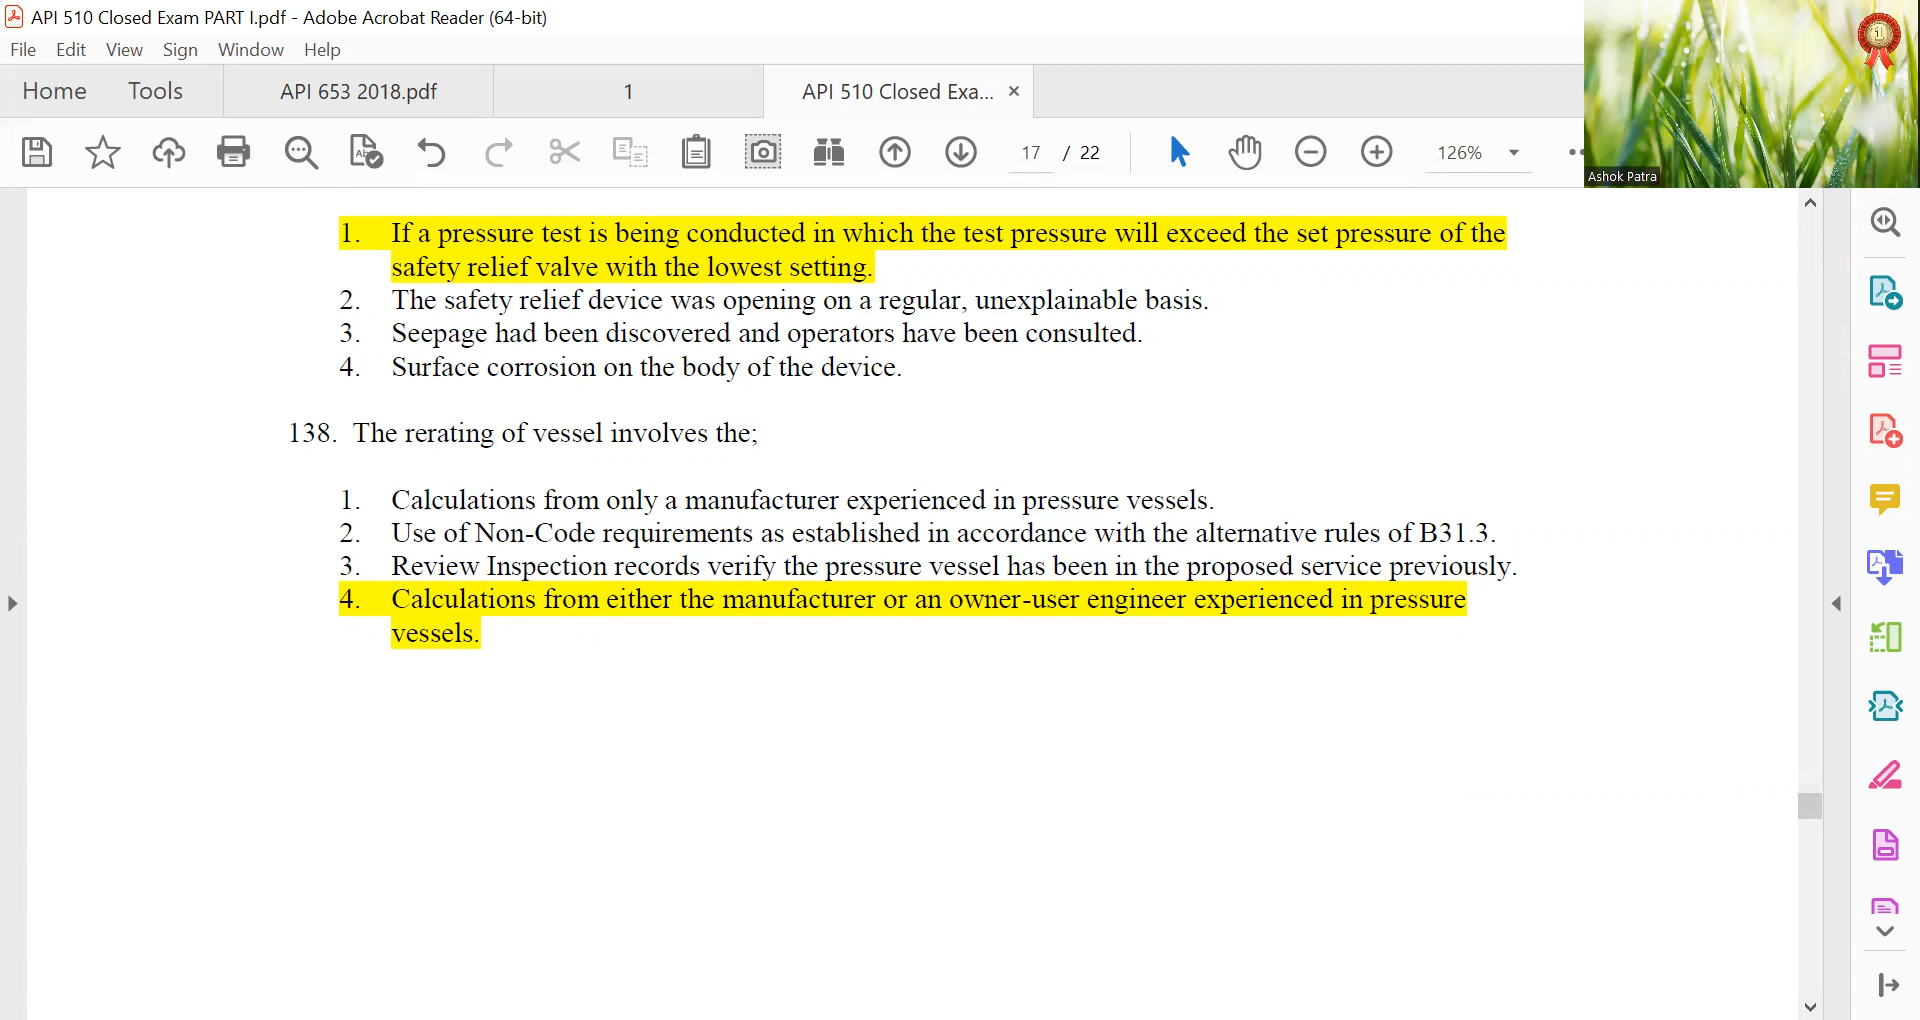 API 510 Closed Exam PART I.pdf - Adobe Acrobat Reader (64-bit)
File Edit View Sign Window Help
Home Tools API 653 2018.pdf 1 API 510 Closed Exa... ×
17 / 22 126%
Ashok Patra
1. If a pressure test is being conducted in which the test pressure will exceed the set pressure of the
safety relief valve with the lowest setting.
2. The safety relief device was opening on a regular, unexplainable basis.
3. Seepage had been discovered and operators have been consulted.
4. Surface corrosion on the body of the device.
138. The rerating of vessel involves the;
1. Calculations from only a manufacturer experienced in pressure vessels.
2. Use of Non-Code requirements as established in accordance with the alternative rules of B31.3.
3. Review Inspection records verify the pressure vessel has been in the proposed service previously.
4. Calculations from either the manufacturer or an owner-user engineer experienced in pressure
vessels.